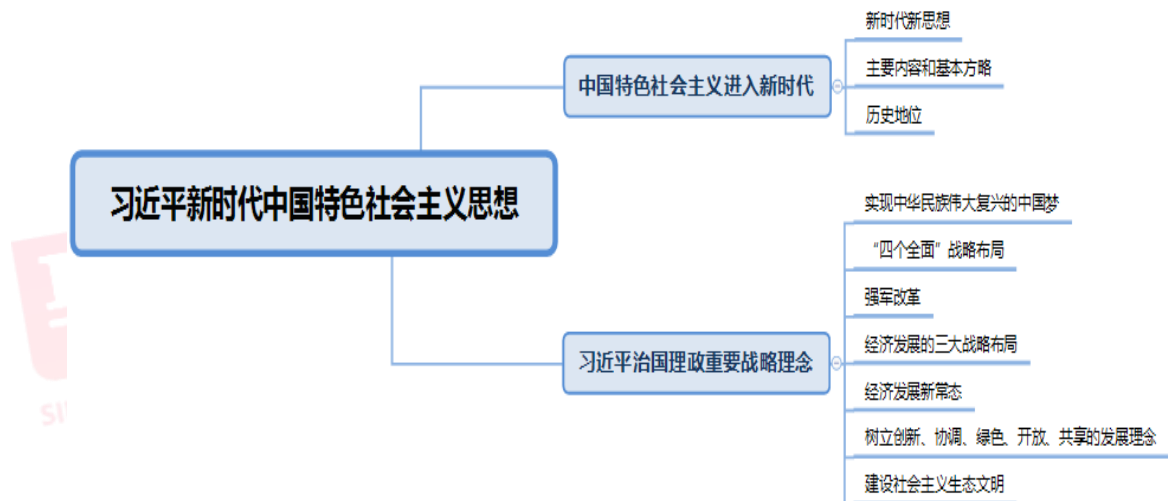 习近平新时代中国特色社会主义思想
中国特色社会主义进入新时代
新时代新思想
主要内容和基本方略
历史地位
习近平治国理政重要战略理念
实现中华民族伟大复兴的中国梦
“四个全面”战略布局
强军改革
经济发展的三大战略布局
经济发展新常态
树立创新、协调、绿色、开放、共享的发展理念
建设社会主义生态文明